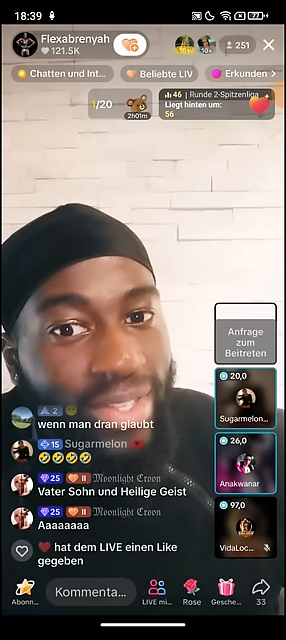 18:39
77
Flexabrenyah
121.5K
10+
10+
251
Chatten und Int...
Beliebte LIV
Erkunden
1/20
2h01m
46 | Runde 2-Spitzenliga
Liegt hinten um:
56
Anfrage
zum
Beitreten
20,0
Sugarmelon...
26,0
Anakwanar
97,0
VidaLoc...
2
wenn man dran glaubt
15 Sugarmelon
25 II Moonlight Croon
Vater Sohn und Heilige Geist
25 II Moonlight Croon
Aaaaaaaa
hat dem LIVE einen Like
gegeben
Abonn...
Kommenta...
LIVE mi...
Rose
Gesche...
33